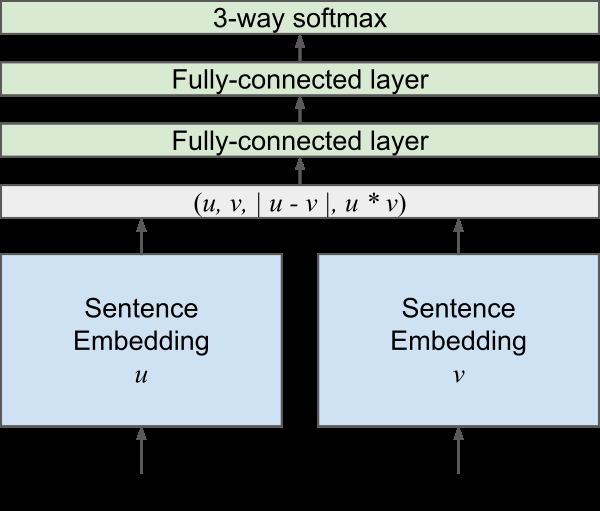 3-way softmax
Fully-connected layer
Fully-connected layer
(u, v, | u - v |, u * v)
Sentence
Embedding
u
Sentence
Embedding
v